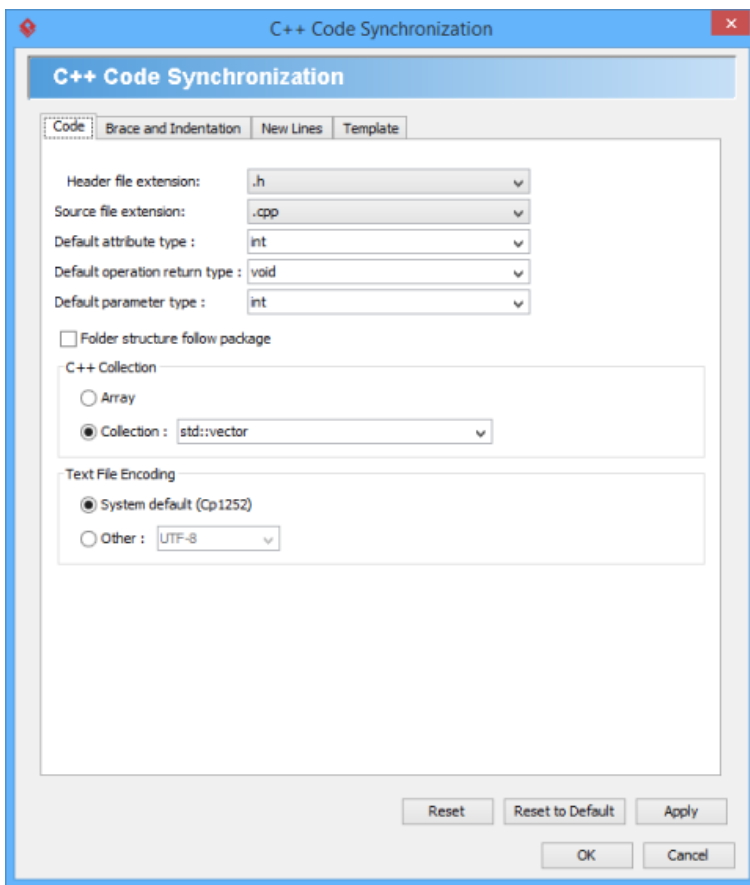 C++ Code Synchronization
C++ Code Synchronization
Code Brace and Indentation New Lines Template
Header file extension: .h
Source file extension: .cpp
Default attribute type : int
Default operation return type : void
Default parameter type : int
Folder structure follow package
C++ Collection
Array
Collection : std::vector
Text File Encoding
System default (Cp1252)
Other : UTF-8
Reset Reset to Default Apply
OK Cancel